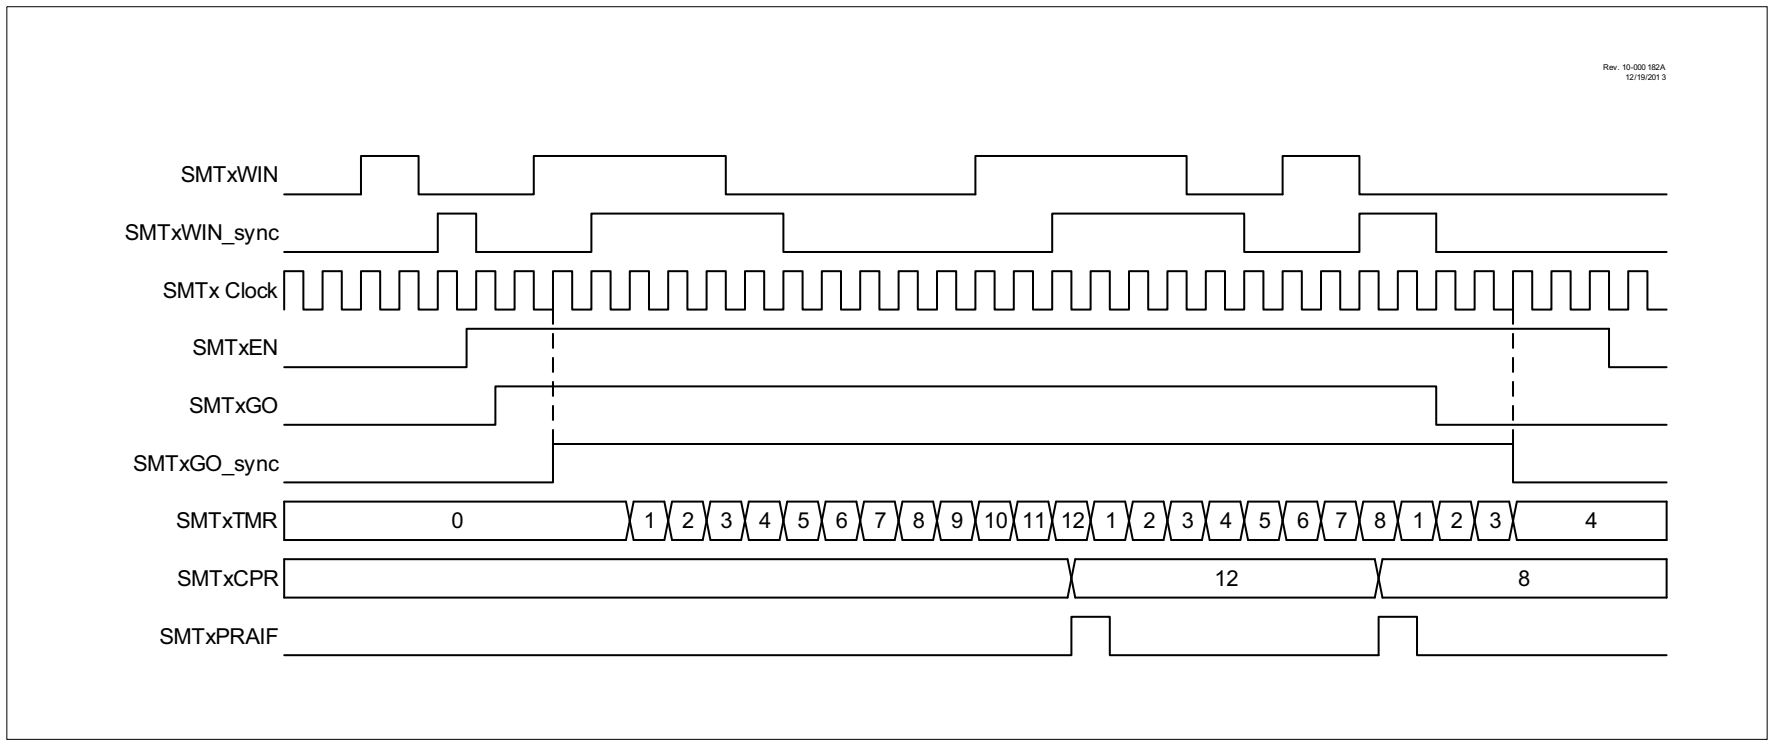 Rev. 10-000 182A
12/19/201 3
SMTxWIN
SMTxWIN_sync
SMTx Clock
SMTxEN
SMTxGO
SMTxGO_sync
SMTxTMR 0 1 2 3 4 5 6 7 8 9 10 11 12 1 2 3 4 5 6 7 8 1 2 3 4
SMTxCPR 12 8
SMTxPRAIF